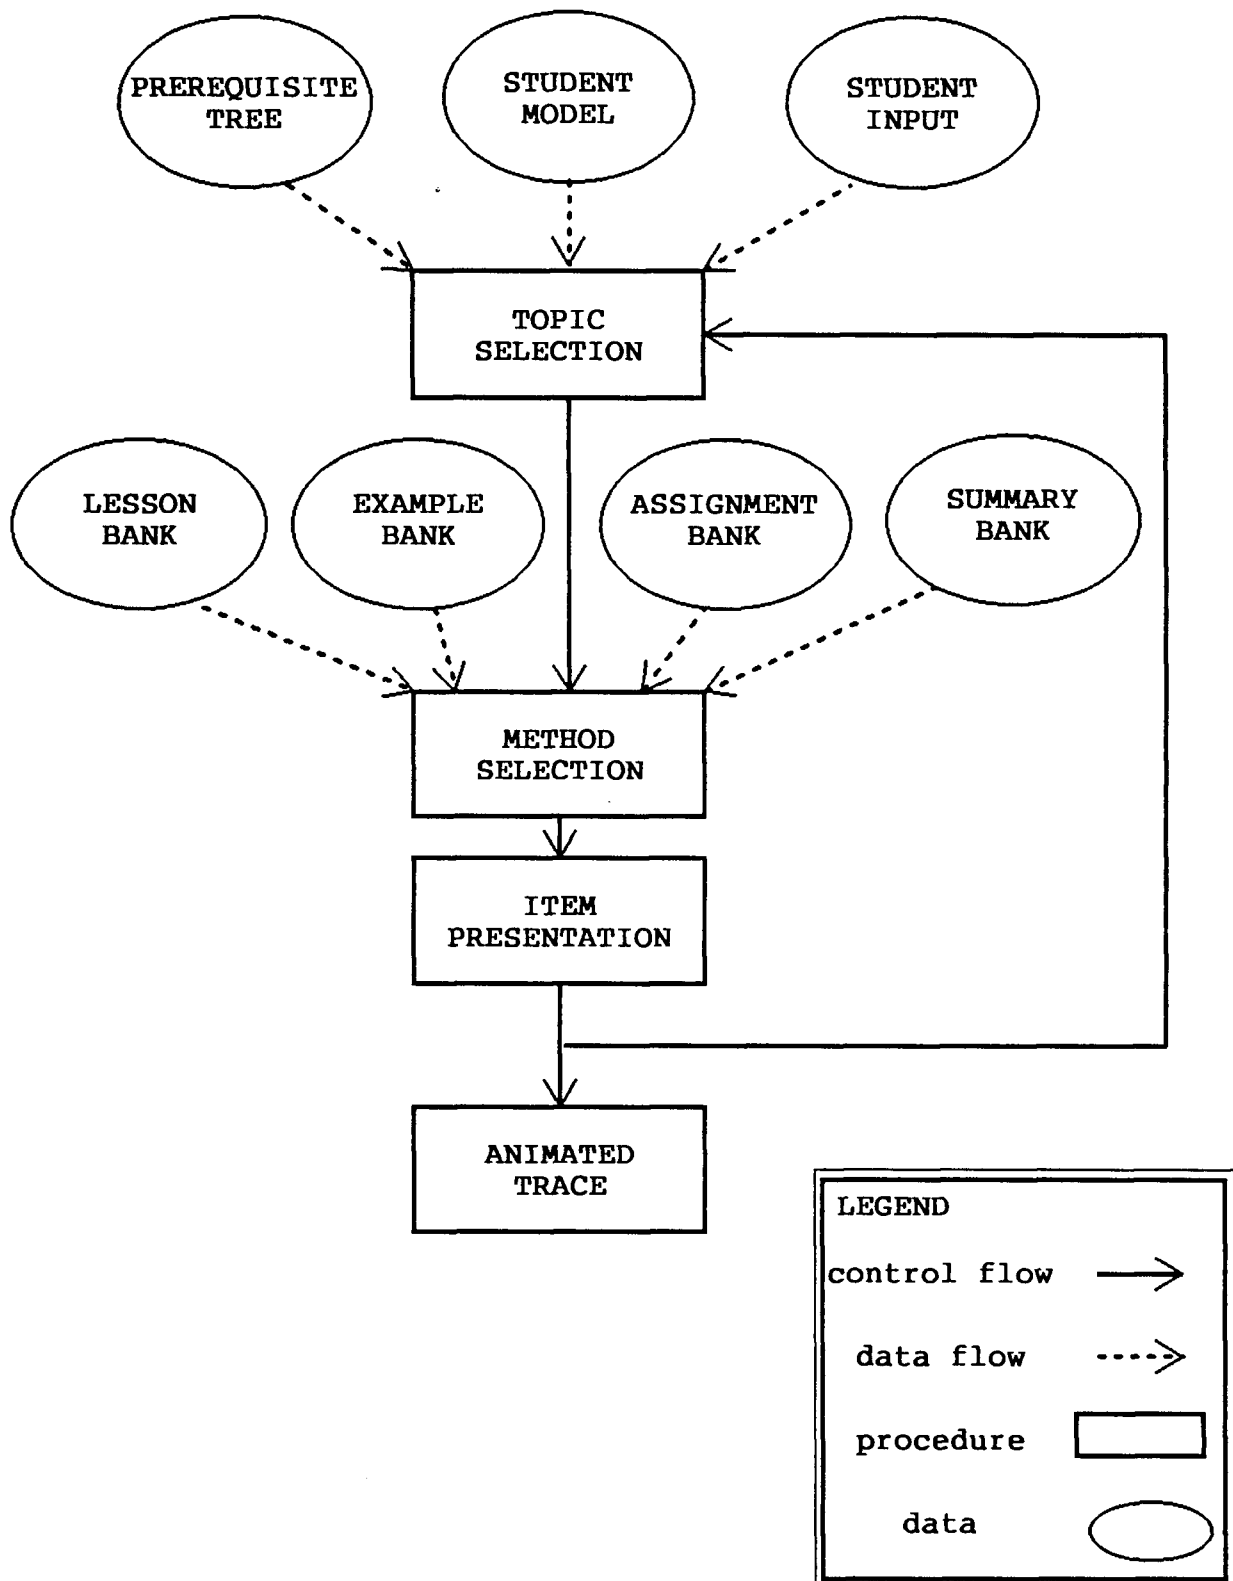 PREREQUISITE
TREE
STUDENT
MODEL
STUDENT
INPUT
TOPIC
SELECTION
LESSON
BANK
EXAMPLE
BANK
ASSIGNMENT
BANK
SUMMARY
BANK
METHOD
SELECTION
ITEM
PRESENTATION
ANIMATED
TRACE
LEGEND
control flow
data flow
procedure
data